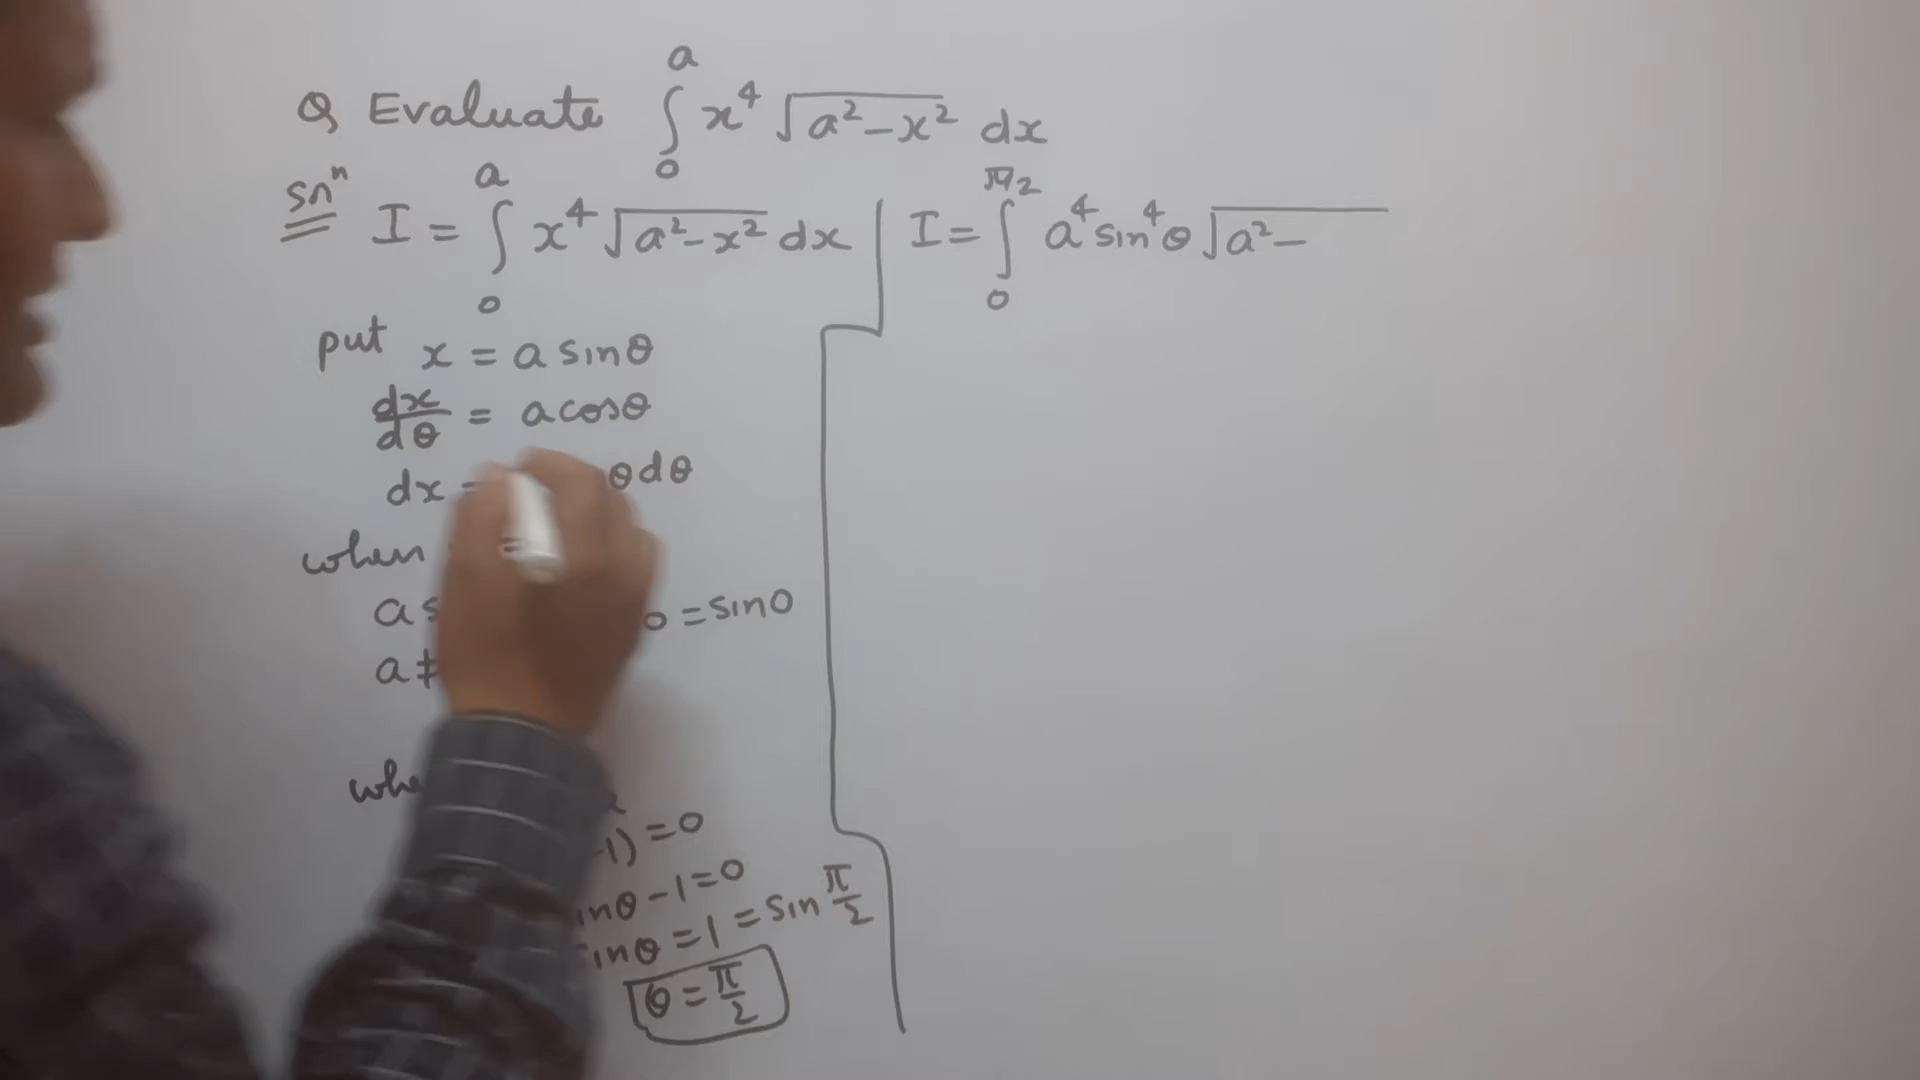 Q Evaluate ∫₀ᵃ x⁴ √(a²-x²) dx
Solⁿ I = ∫₀ᵃ x⁴ √(a²-x²) dx
put x = a sinθ
dx/dθ = a cosθ
dx = θdθ
when =
a 0 = sin0
a ≠
-1) = 0
inθ - 1 = 0
inθ = 1 = sin π/2
θ = π/2
I = ∫₀^(π/2) a⁴ sin⁴θ √(a² -